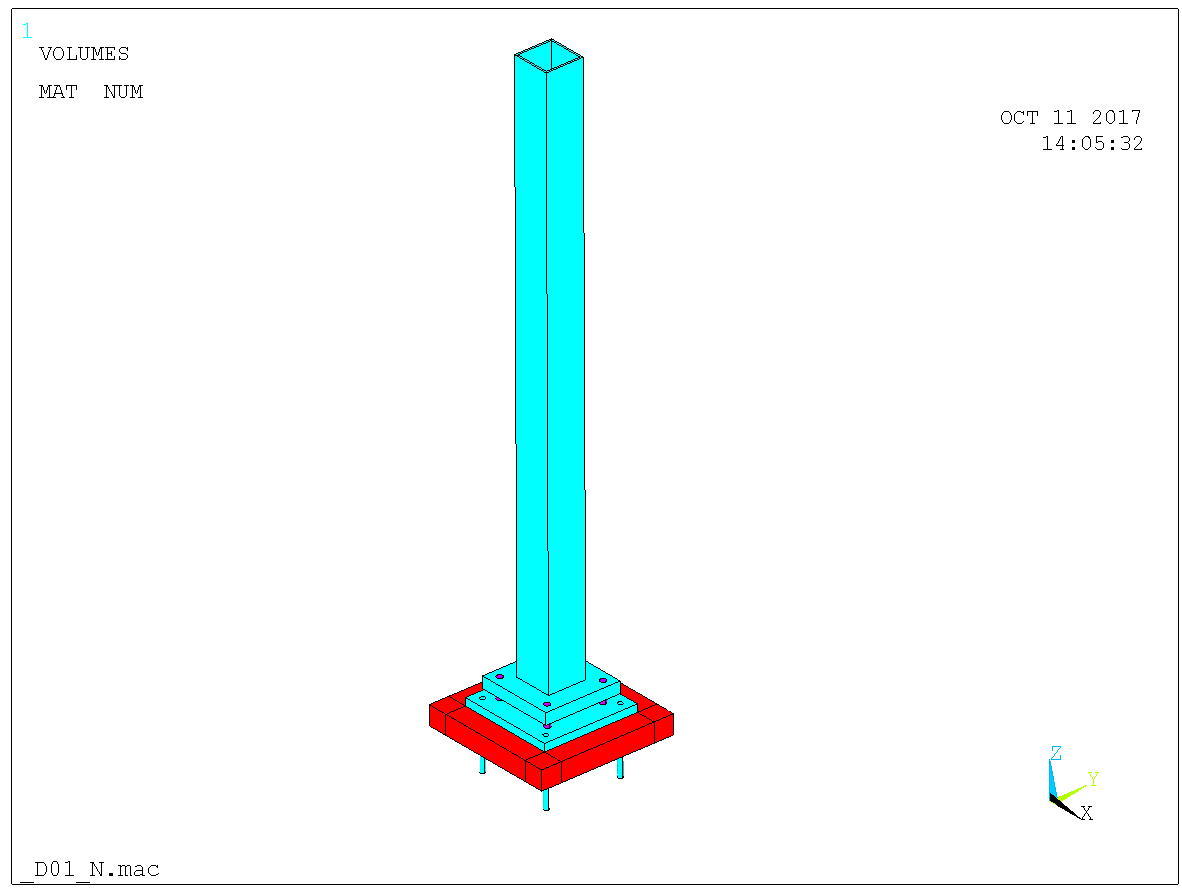 1
VOLUMES
MAT NUM
OCT 11 2017
14:05:32
Z
Y
X
_D01_N.mac